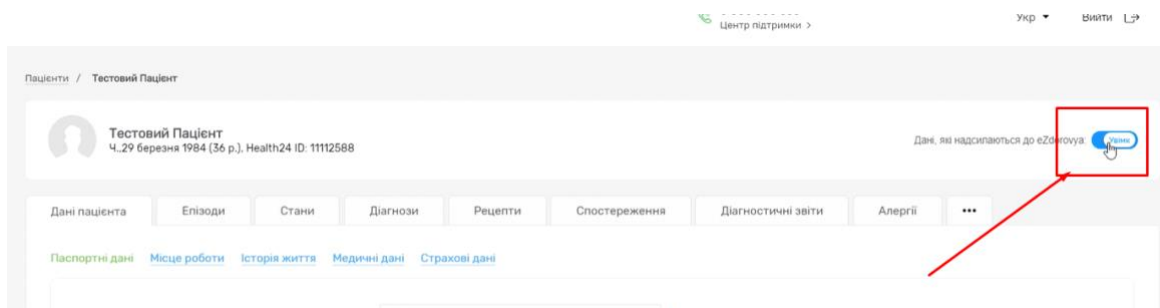 Центр підтримки >
Укр
Вийти
Пацієнти / Тестовий Пацієнт
Тестовий Пацієнт
Ч..29 березня 1984 (36 р.). Health24 ID: 11112588
Дані, які надсилаються до eZdorovya: Увімк
Дані пацієнта Епізоди Стани Діагнози Рецепти Спостереження Діагностичні звіти Алергії •••
Паспортні дані Місце роботи Історія життя Медичні дані Страхові дані